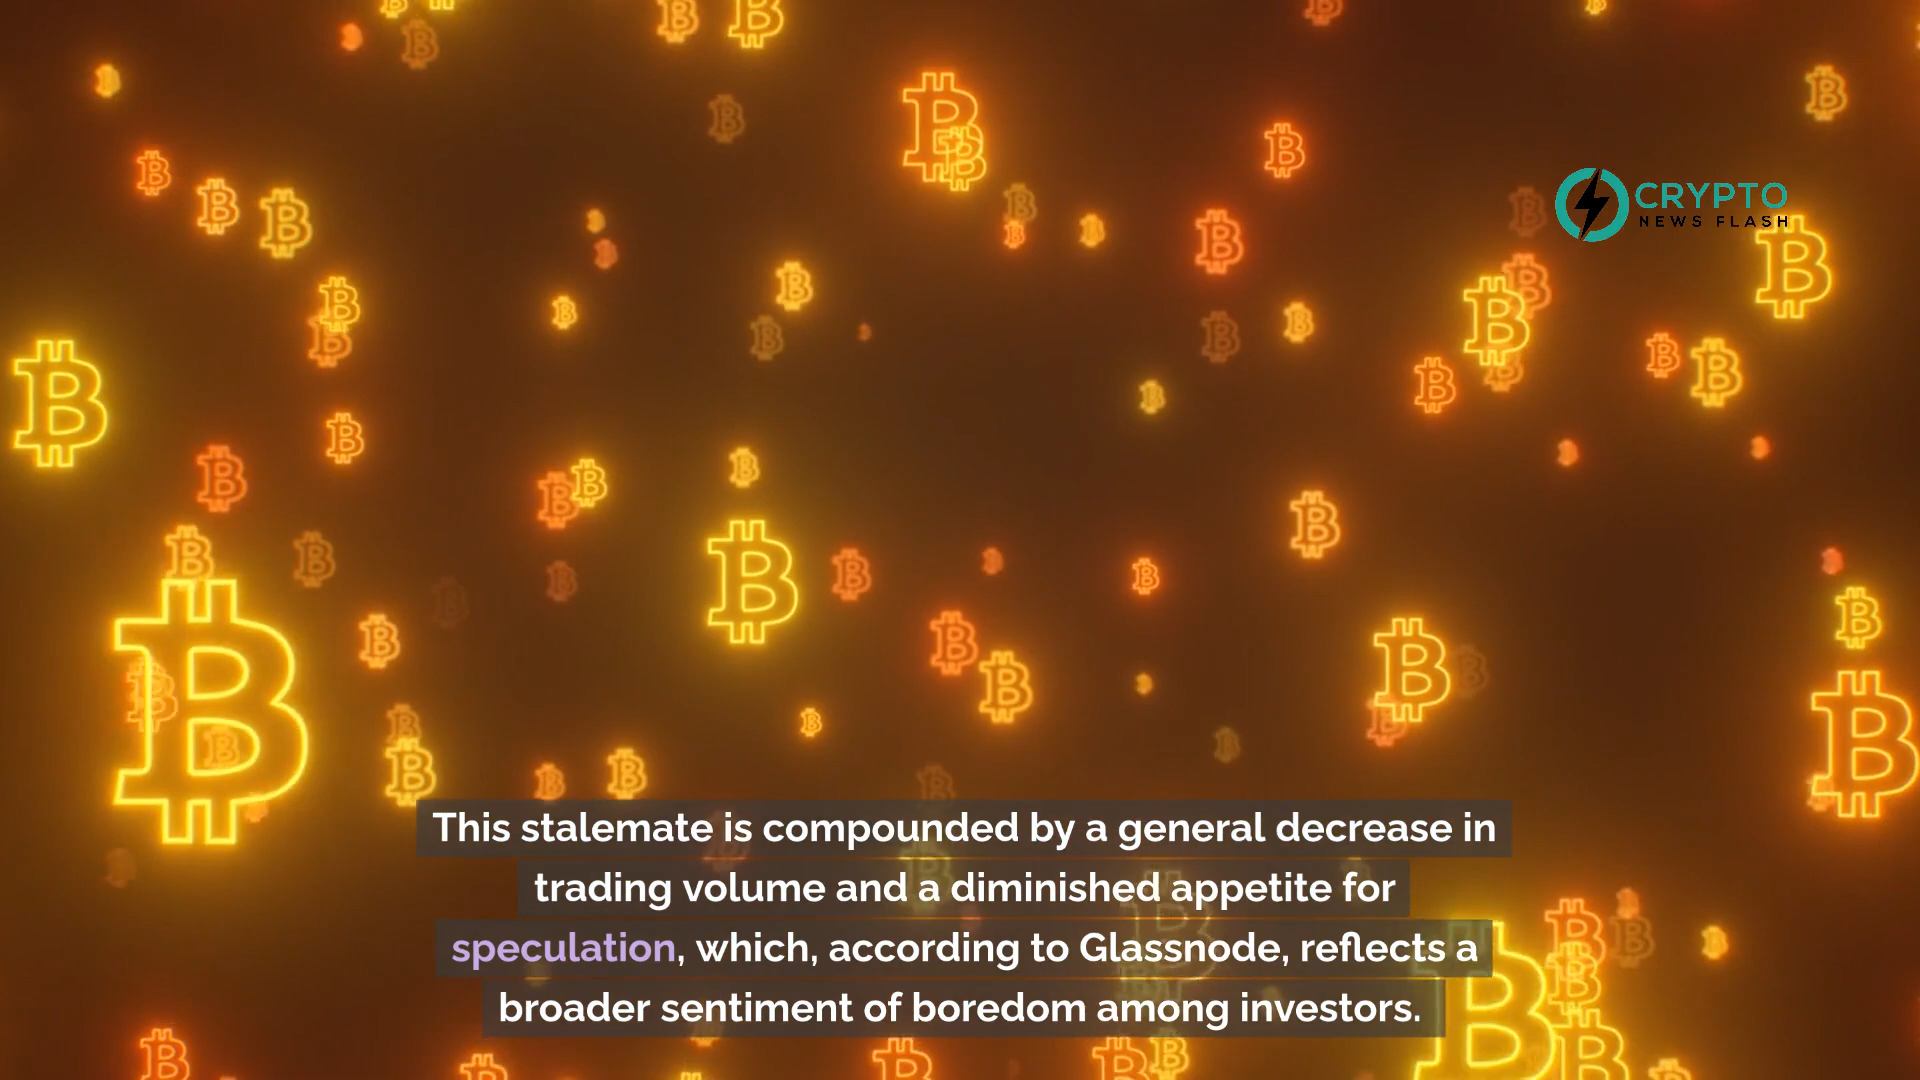 CRYPTO
NEWS FLASH
This stalemate is compounded by a general decrease in
trading volume and a diminished appetite for
speculation, which, according to Glassnode, reflects a
broader sentiment of boredom among investors.